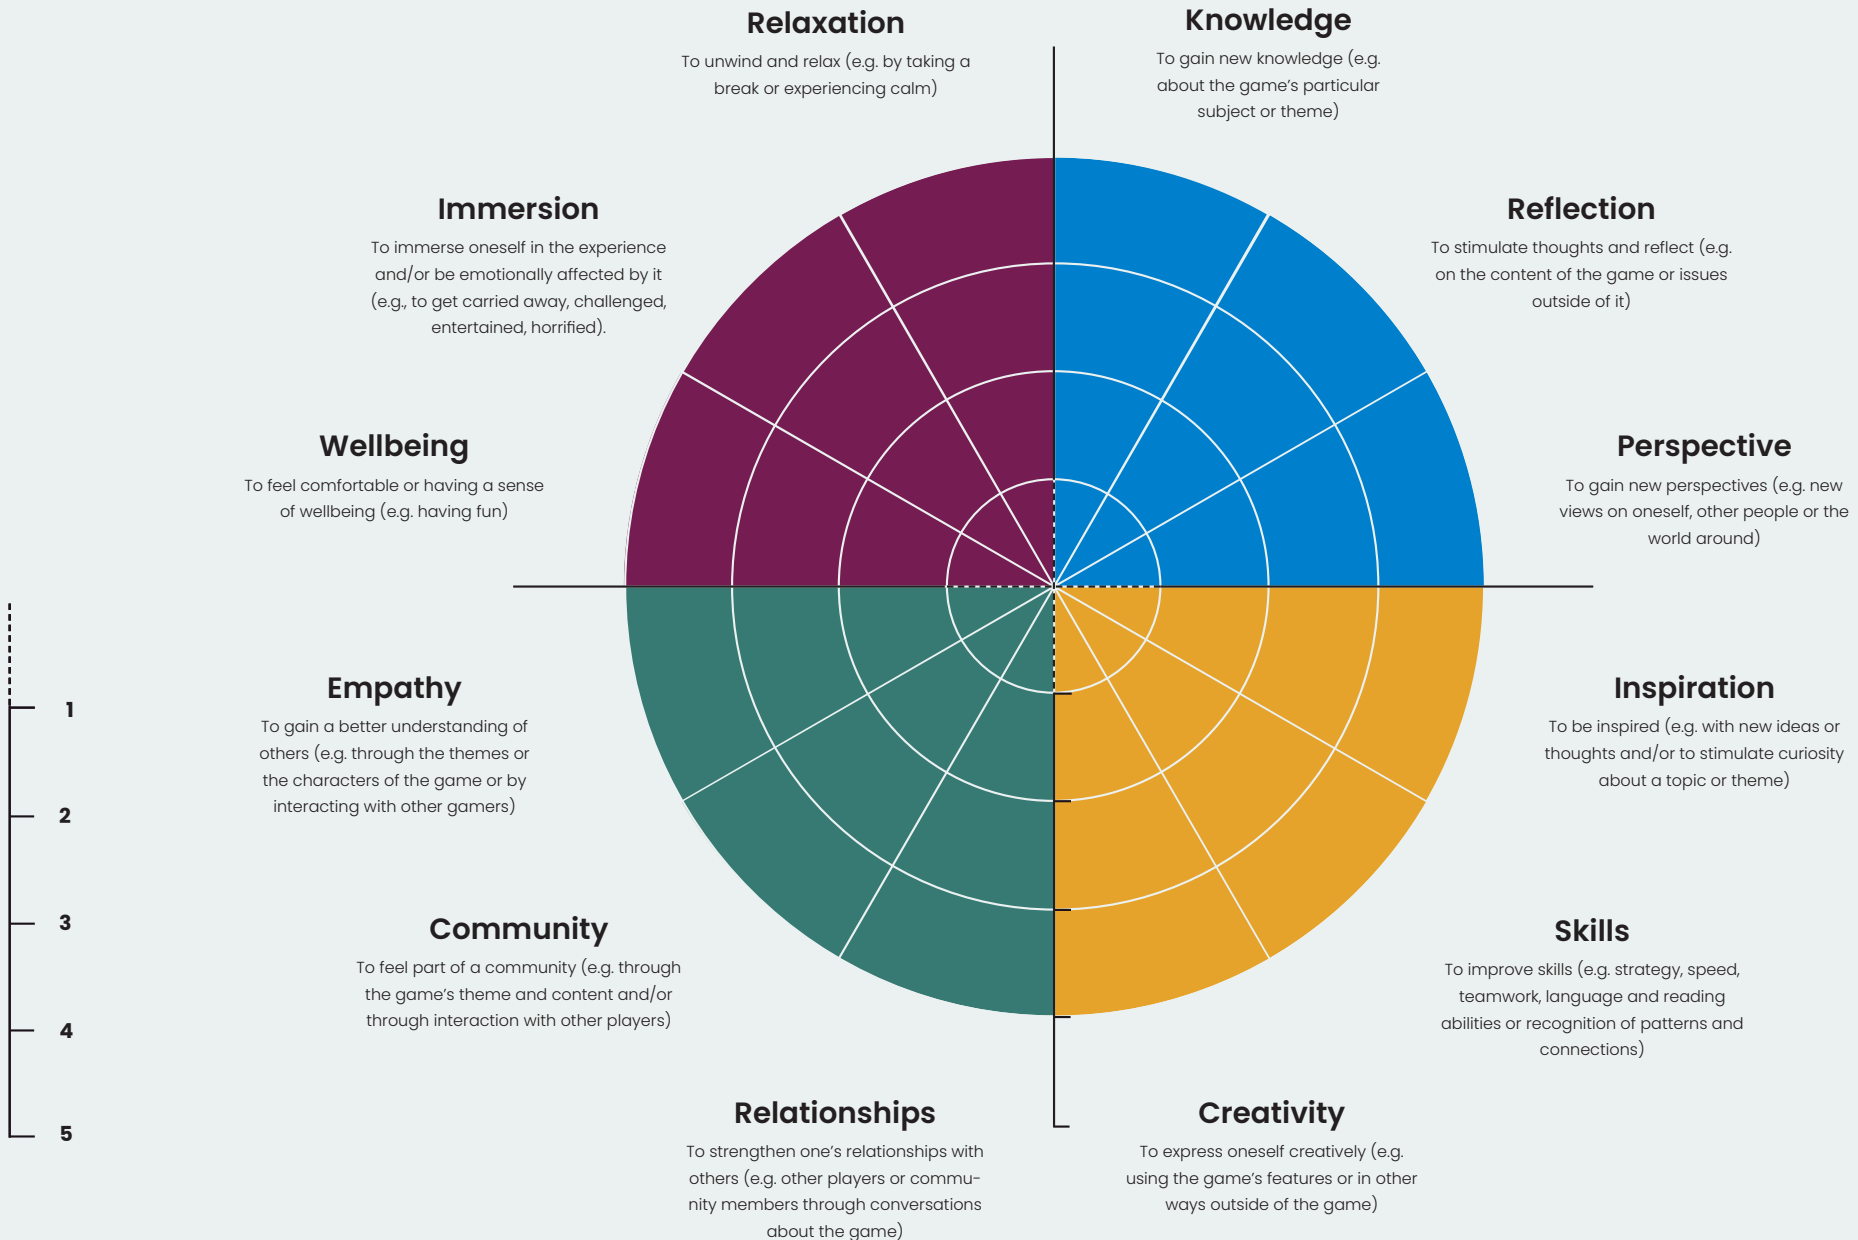 Relaxation
To unwind and relax (e.g. by taking a
break or experiencing calm)
Knowledge
To gain new knowledge (e.g.
about the game's particular
subject or theme)
Immersion
To immerse oneself in the experience
and/or be emotionally affected by it
(e.g., to get carried away, challenged,
entertained, horrified).
Reflection
To stimulate thoughts and reflect (e.g.
on the content of the game or issues
outside of it)
Wellbeing
To feel comfortable or having a sense
of wellbeing (e.g. having fun)
Perspective
To gain new perspectives (e.g. new
views on oneself, other people or the
world around)
Empathy
To gain a better understanding of
others (e.g. through the themes or
the characters of the game or by
interacting with other gamers)
Inspiration
To be inspired (e.g. with new ideas or
thoughts and/or to stimulate curiosity
about a topic or theme)
Community
To feel part of a community (e.g. through
the game's theme and content and/or
through interaction with other players)
Skills
To improve skills (e.g. strategy, speed,
teamwork, language and reading
abilities or recognition of patterns and
connections)
Relationships
To strengthen one's relationships with
others (e.g. other players or commu-
nity members through conversations
about the game)
Creativity
To express oneself creatively (e.g.
using the game's features or in other
ways outside of the game)
1
2
3
4
5